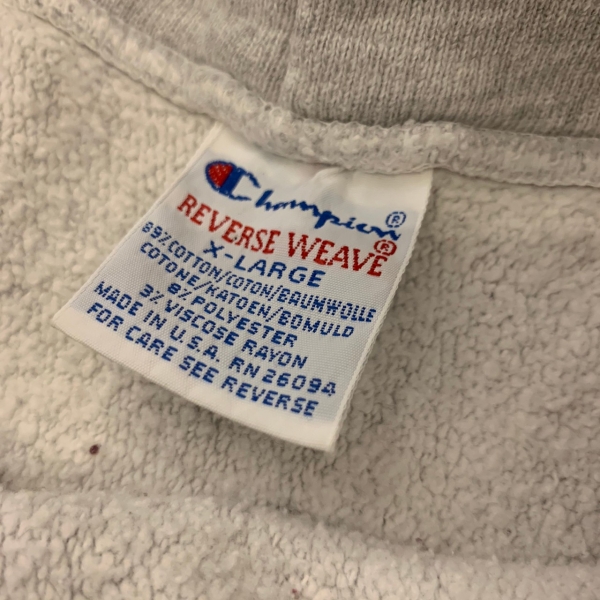 Champion®
REVERSE WEAVE®
X-LARGE
89% COTTON/COTON/BAUMWOLLE
COTONE/KATOEN/BOMULD
8% POLYESTER
3% VISCOSE RAYON
MADE IN U.S.A. RN 26094
FOR CARE SEE REVERSE